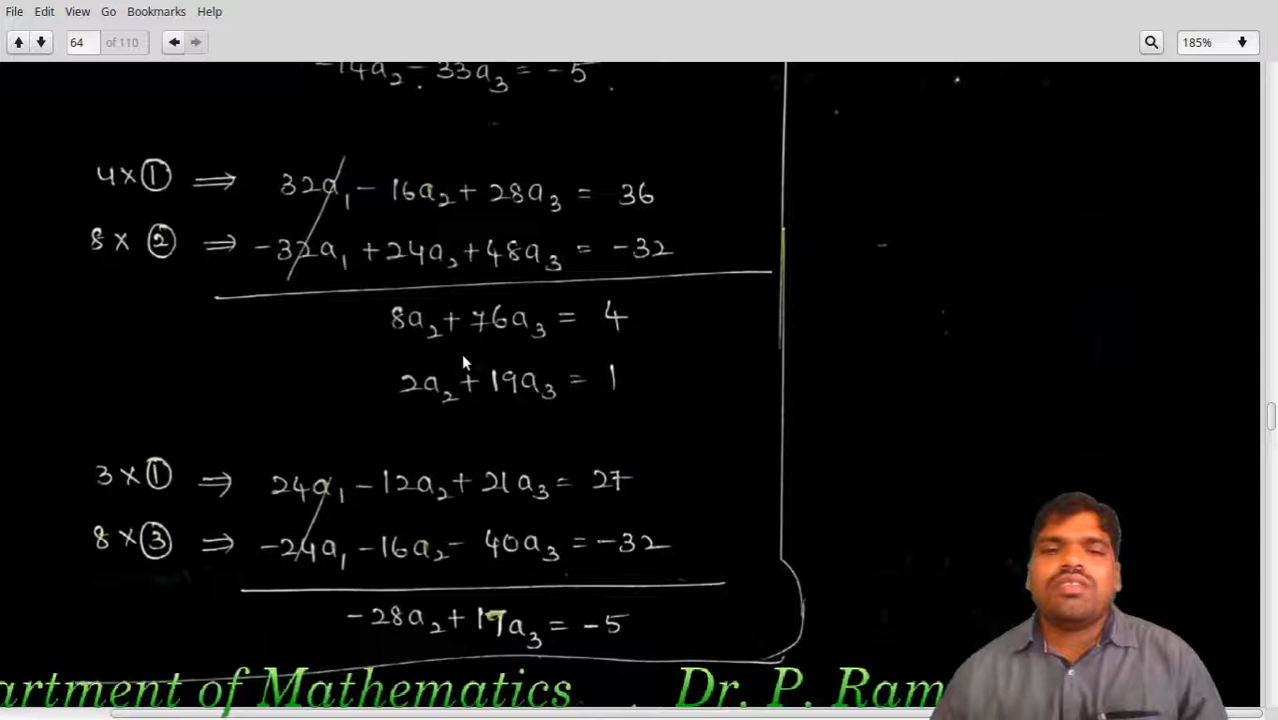 File Edit View Go Bookmarks Help
64 of 110 185%
-14a₂ - 33a₃ = -5
4×① ⟹ 32a₁ - 16a₂ + 28a₃ = 36
8×② ⟹ -32a₁ + 24a₂ + 48a₃ = -32
8a₂ + 76a₃ = 4
2a₂ + 19a₃ = 1
3×① ⟹ 24a₁ - 12a₂ + 21a₃ = 27
8×③ ⟹ -24a₁ - 16a₂ - 40a₃ = -32
-28a₂ + 19a₃ = -5
artment of Mathematics Dr. P. Ram